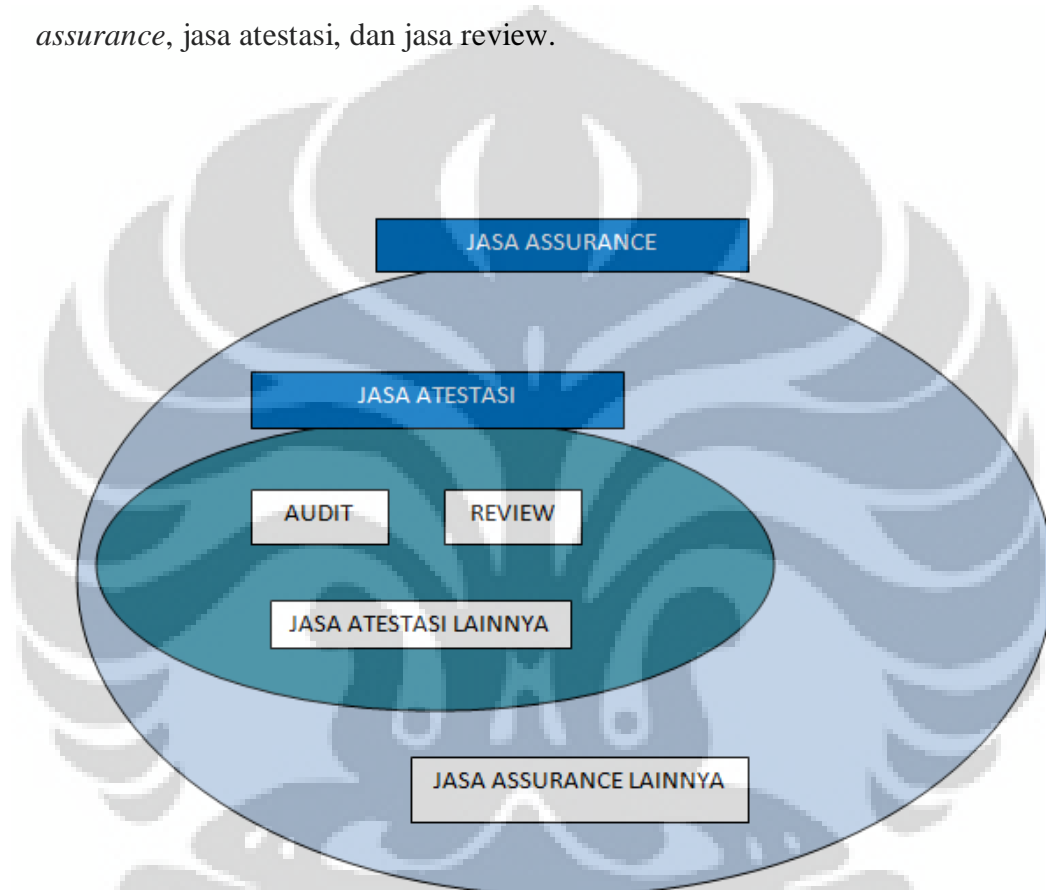 assurance, jasa atestasi, dan jasa review.
JASA ASSURANCE
JASA ATESTASI
AUDIT
REVIEW
JASA ATESTASI LAINNYA
JASA ASSURANCE LAINNYA